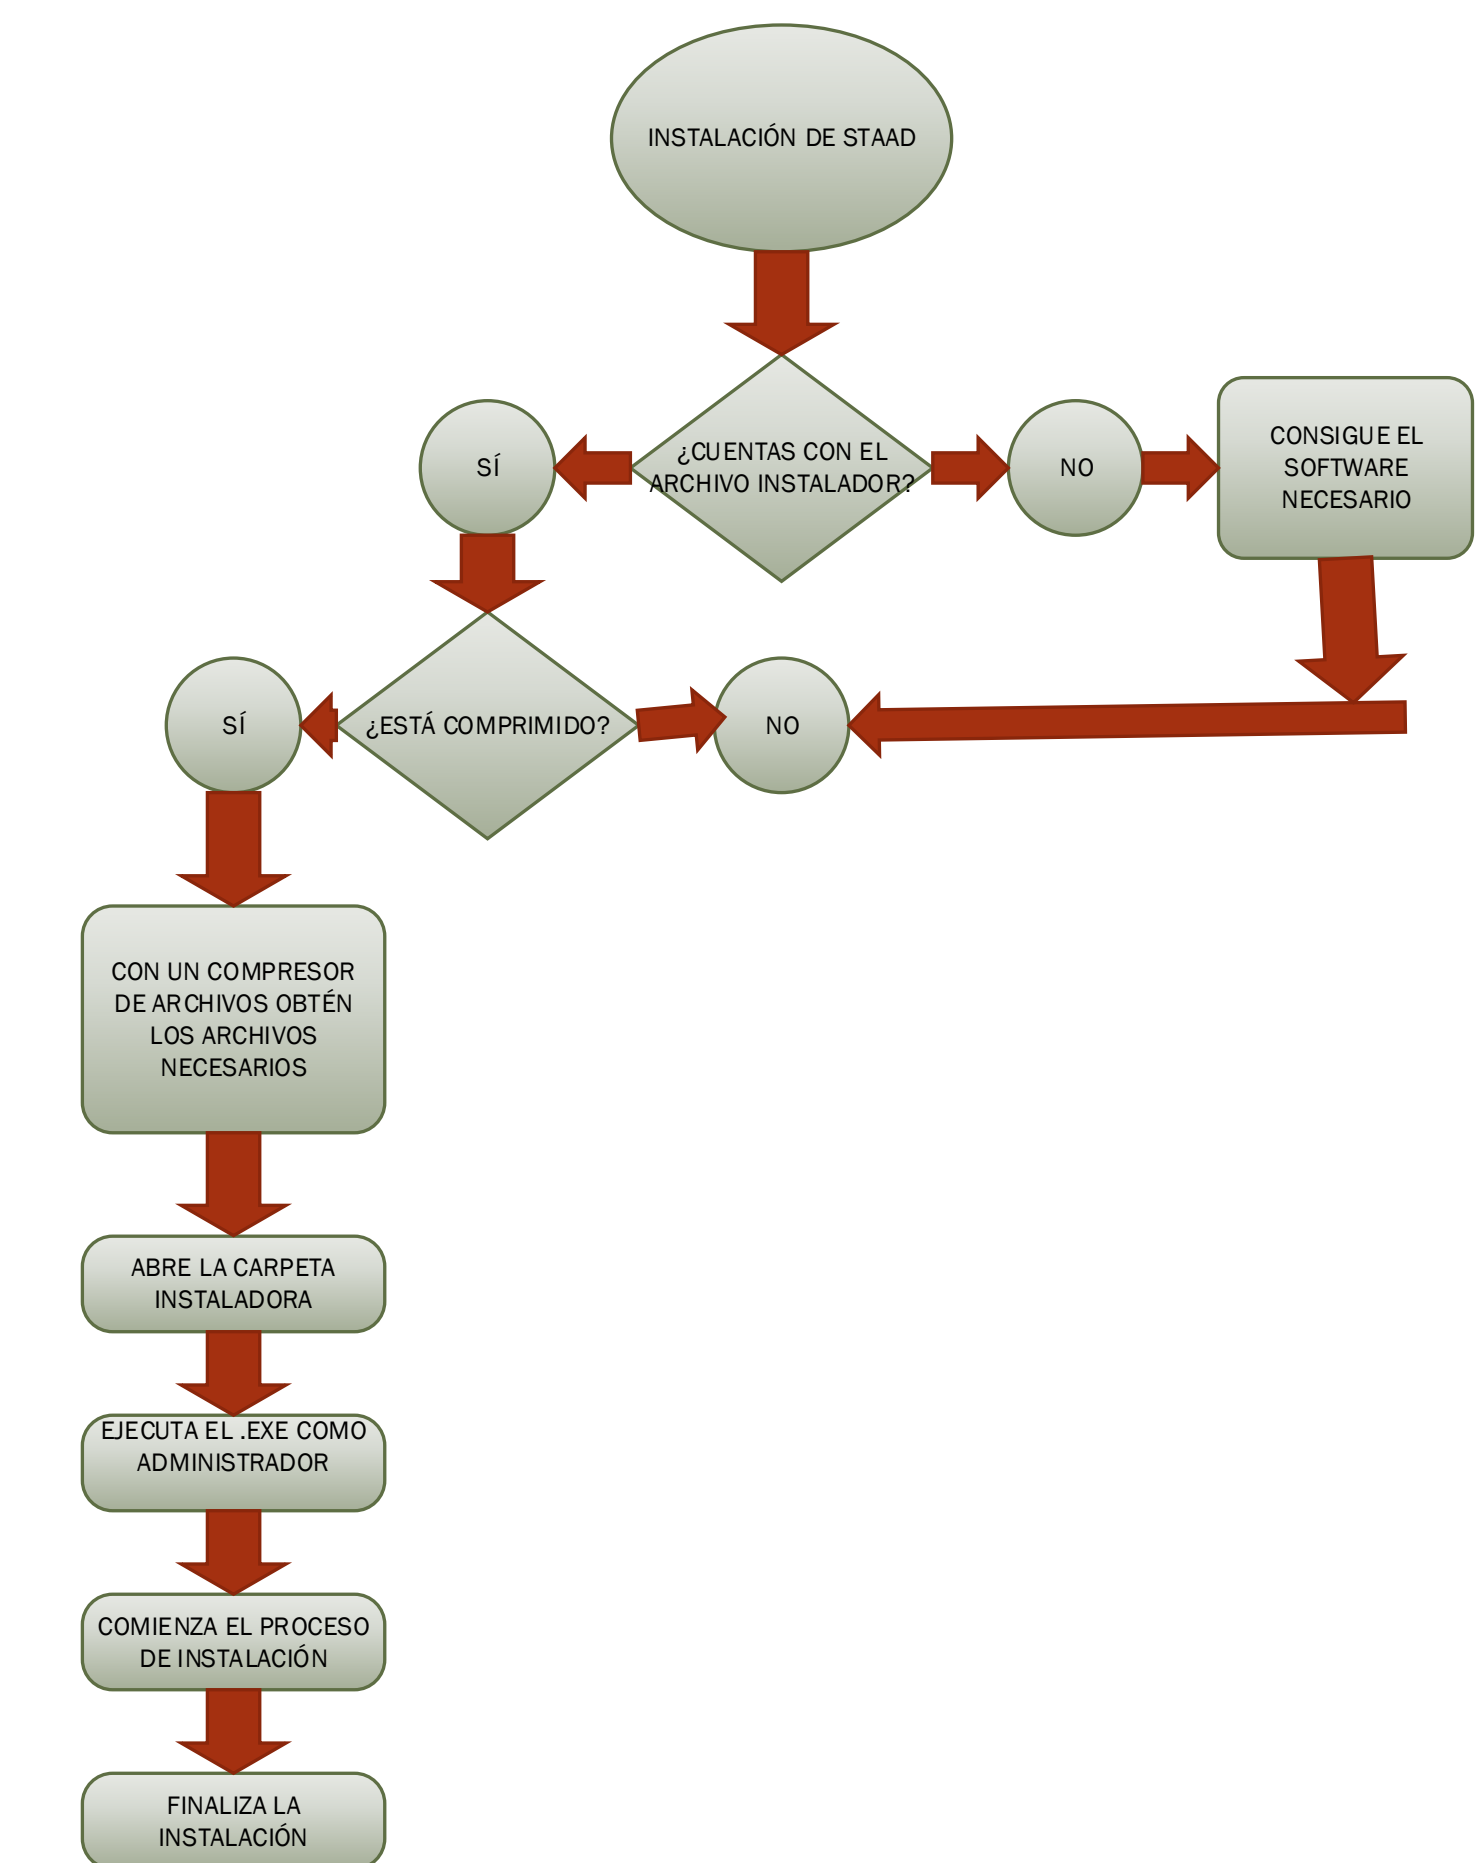 INSTALACIÓN DE STAAD
¿CUENTAS CON EL
ARCHIVO INSTALADOR?
SÍ
NO
CONSIGUE EL
SOFTWARE
NECESARIO
¿ESTÁ COMPRIMIDO?
SÍ
NO
CON UN COMPRESOR
DE ARCHIVOS OBTÉN
LOS ARCHIVOS
NECESARIOS
ABRE LA CARPETA
INSTALADORA
EJECUTA EL .EXE COMO
ADMINISTRADOR
COMIENZA EL PROCESO
DE INSTALACIÓN
FINALIZA LA
INSTALACIÓN